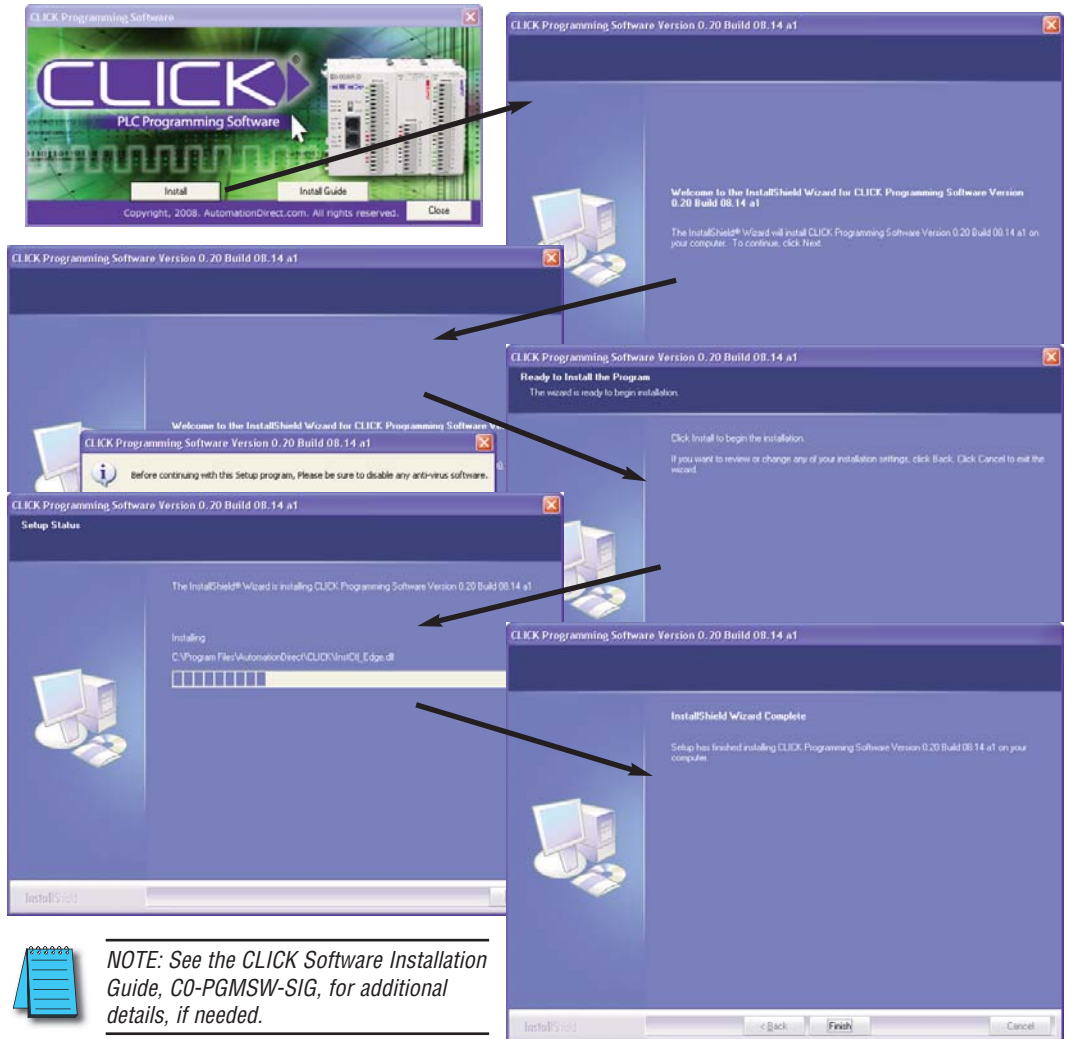 CLICK Programming Software
CLICK
PLC Programming Software
Install
Install Guide
Copyright, 2008. AutomationDirect.com. All rights reserved.
Close
CLICK Programming Software Version 0.20 Build 08.14 a1
Welcome to the InstallShield Wizard for CLICK Programming Software Version
0.20 Build 08.14 a1
The InstallShield® Wizard will install CLICK Programming Software Version 0.20 Build 08.14 a1 on
your computer. To continue, click Next.
CLICK Programming Software Version 0.20 Build 08.14 a1
Welcome to the InstallShield Wizard for CLICK Programming Software
CLICK Programming Software Version 0.20 Build 08.14 a1
Before continuing with this Setup program, Please be sure to disable any anti-virus software.
CLICK Programming Software Version 0.20 Build 08.14 a1
Ready to Install the Program
The wizard is ready to begin installation.
Click Install to begin the installation.
If you want to review or change any of your installation settings, click Back. Click Cancel to exit the
wizard.
CLICK Programming Software Version 0.20 Build 08.14 a1
Setup Status
The InstallShield® Wizard is installing CLICK Programming Software Version 0.20 Build 08.14 a1
Installing
C:\Program Files\AutomationDirect\CLICK\
InstallShield
CLICK Programming Software Version 0.20 Build 08.14 a1
InstallShield Wizard Complete
Setup has finished installing CLICK Programming Software Version 0.20 Build 08.14 a1 on your
computer.
InstallShield
< Back
Finish
Cancel
NOTE: See the CLICK Software Installation
Guide, C0-PGMSW-SIG, for additional
details, if needed.